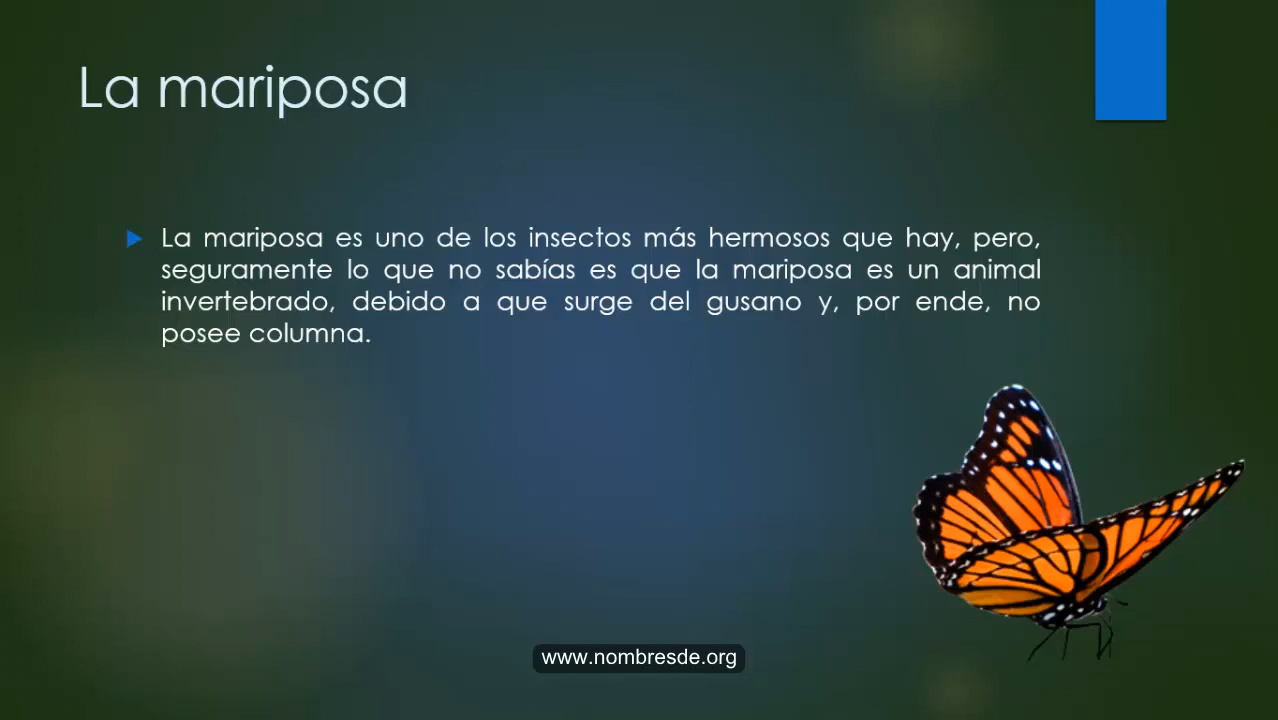 La mariposa
La mariposa es uno de los insectos más hermosos que hay, pero,
seguramente lo que no sabías es que la mariposa es un animal
invertebrado, debido a que surge del gusano y, por ende, no
posee columna.
www.nombresde.org